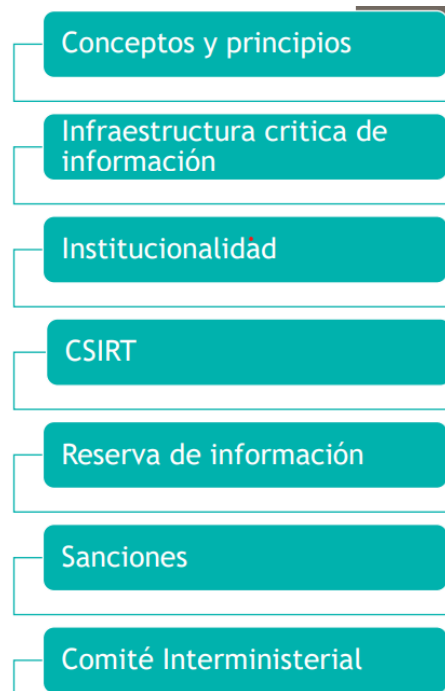 Conceptos y principios
Infraestructura critica de
información
Institucionalidad
CSIRT
Reserva de información
Sanciones
Comité Interministerial